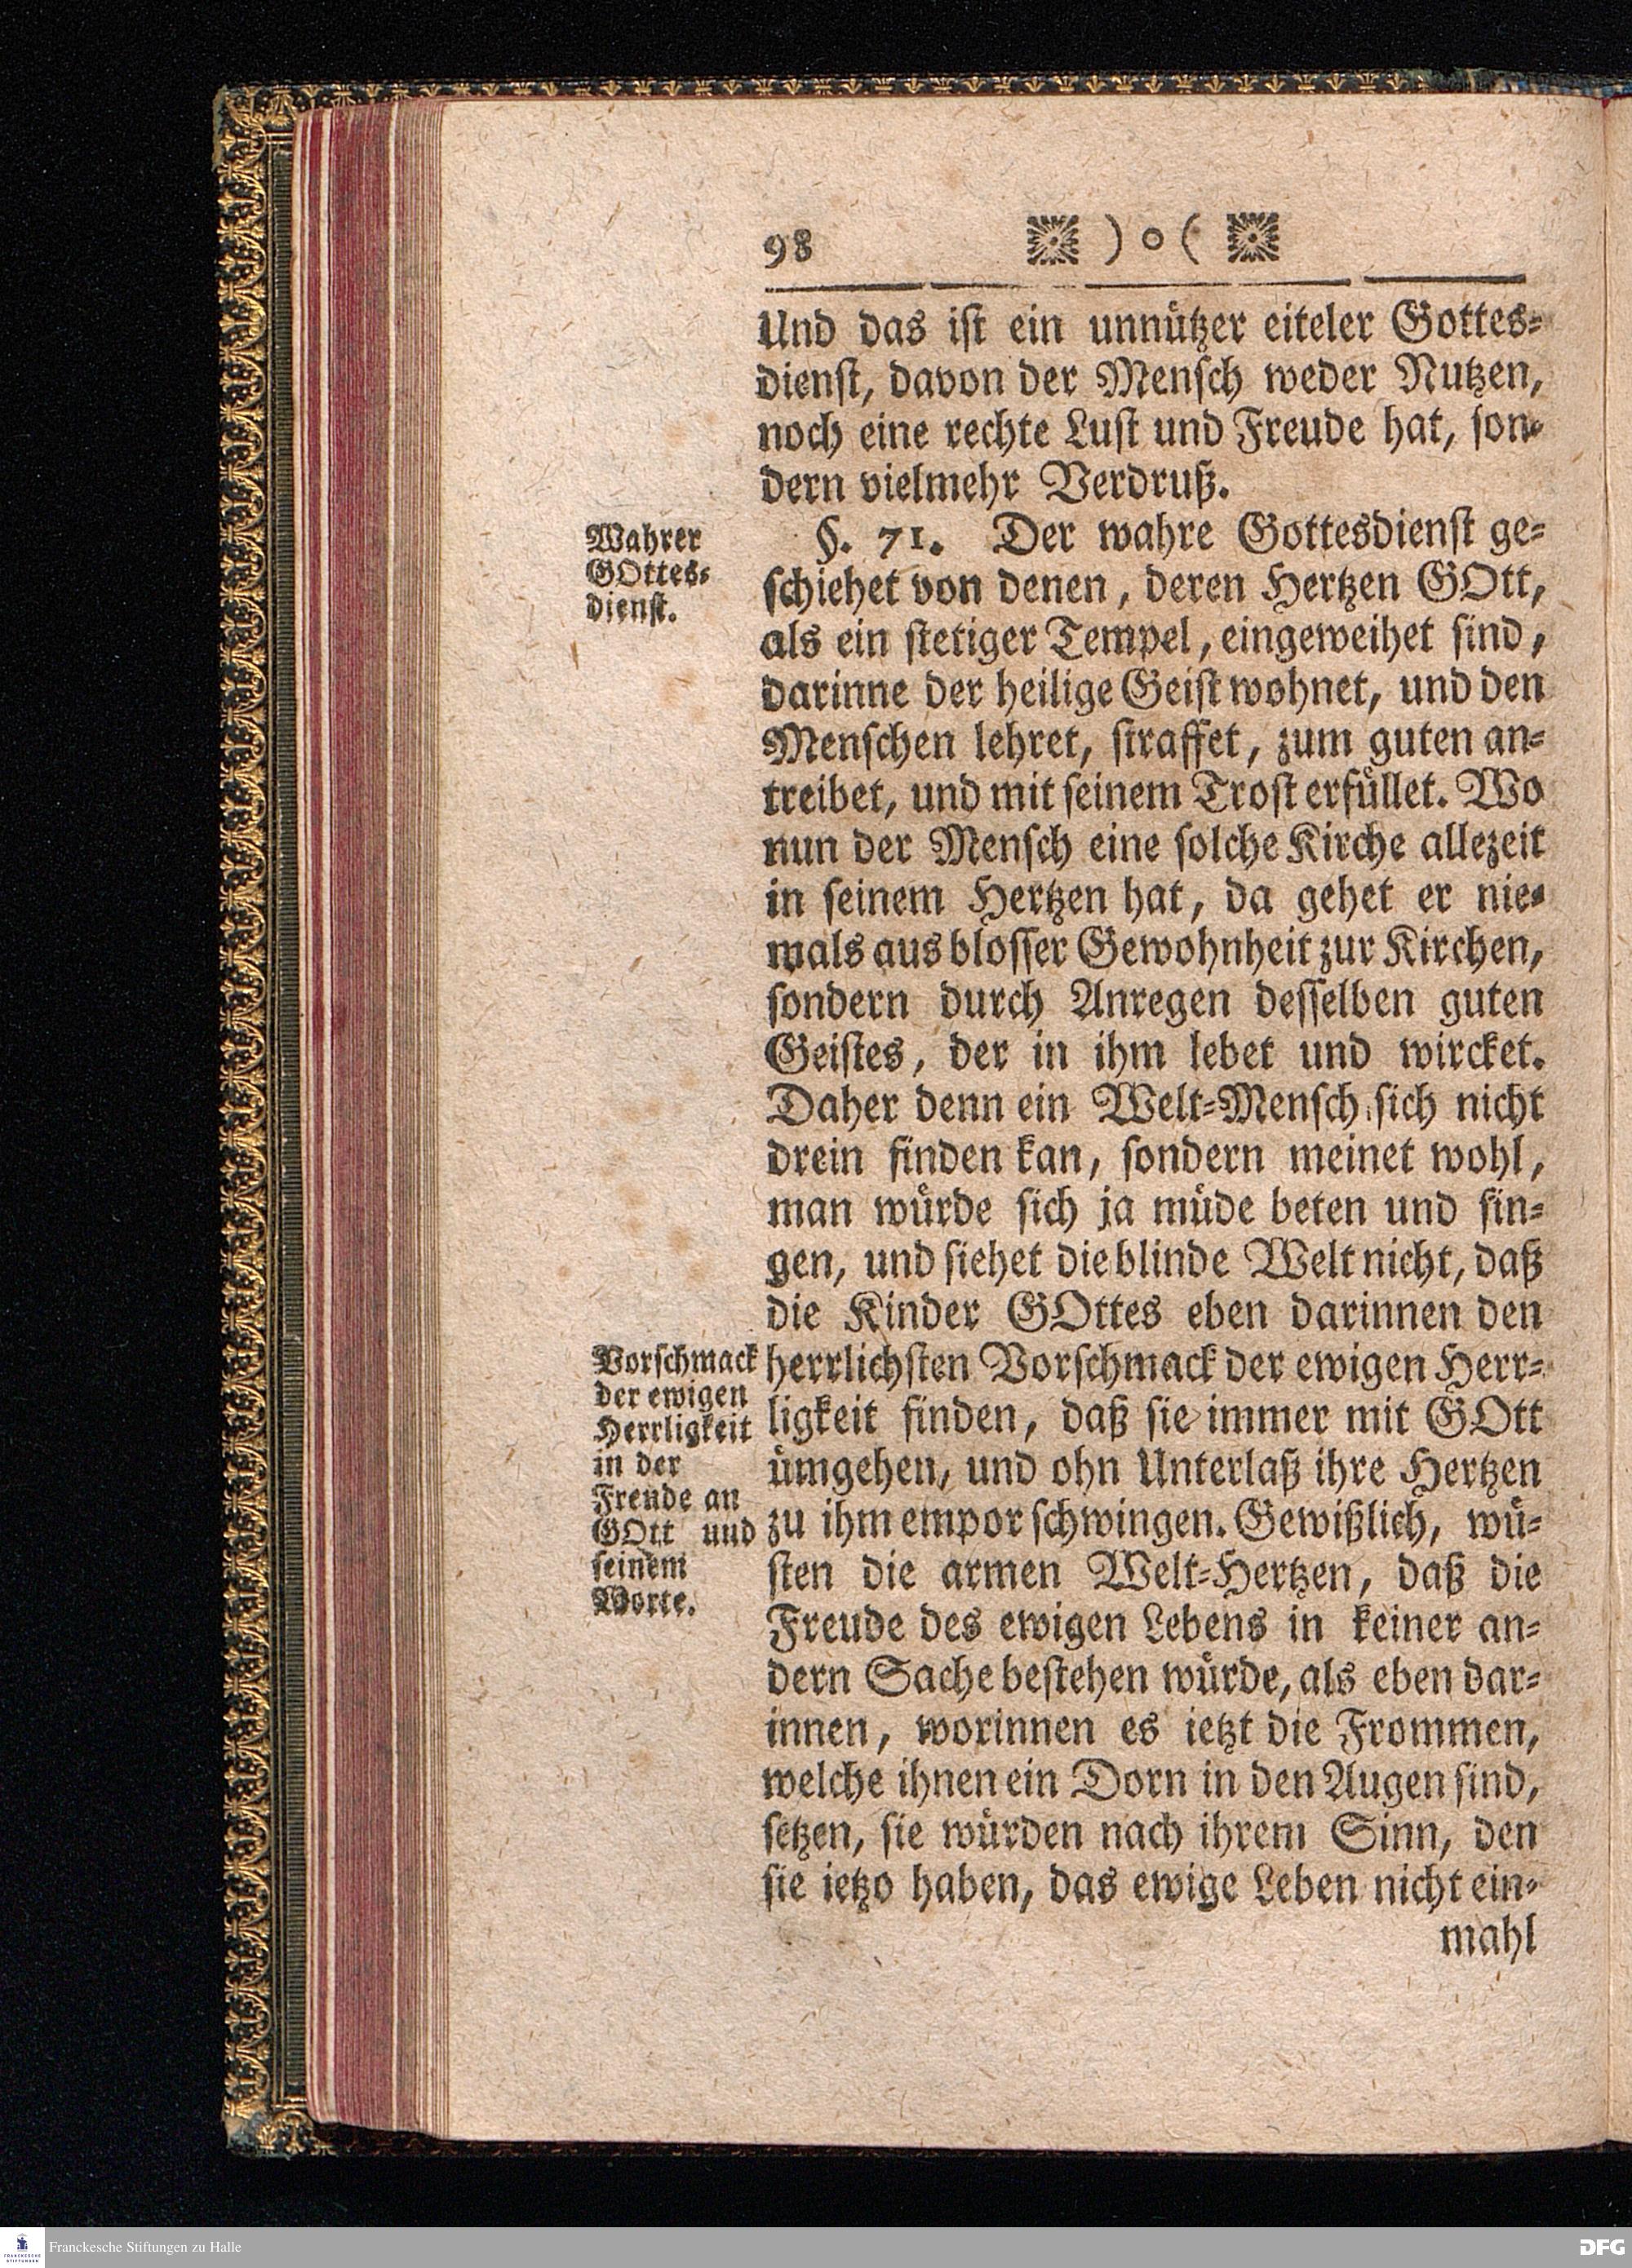 98 ) o (
Und das iſt ein unnützer eiteler Gottes-
dienſt, davon der Menſch weder Nutzen,
noch eine rechte Luſt und Freude hat, ſon-
dern vielmehr Verdruß.
Wahrer
GOttes-
dienſt.
§. 71. Der wahre Gottesdienſt ge-
ſchiehet von denen, deren Hertzen GOtt,
als ein ſtetiger Tempel, eingeweihet ſind,
darinne der heilige Geiſt wohnet, und den
Menſchen lehret, ſtraffet, zum guten an-
treibet, und mit ſeinem Troſt erfüllet. Wo
nun der Menſch eine ſolche Kirche allezeit
in ſeinem Hertzen hat, da gehet er nie-
mals aus bloſſer Gewohnheit zur Kirchen,
ſondern durch Anregen deſſelben guten
Geiſtes, der in ihm lebet und wircket.
Daher denn ein Welt-Menſch ſich nicht
drein finden kan, ſondern meinet wohl,
man würde ſich ja müde beten und ſin-
gen, und ſiehet die blinde Welt nicht, daß
die Kinder GOttes eben darinnen den
herrlichſten Vorſchmack der ewigen Herr-
ligkeit finden, daß ſie immer mit GOtt
ümgehen, und ohn Unterlaß ihre Hertzen
zu ihm empor ſchwingen. Gewißlich, wü-
ſten die armen Welt-Hertzen, daß die
Freude des ewigen Lebens in keiner an-
dern Sache beſtehen würde, als eben dar-
innen, worinnen es ietzt die Frommen,
welche ihnen ein Dorn in den Augen ſind,
ſetzen, ſie würden nach ihrem Sinn, den
ſie ietzo haben, das ewige Leben nicht ein-
mahl
Vorſchmack
der ewigen
Herrligkeit
in der
Freude an
GOtt und
ſeinem
Worte.
Franckesche Stiftungen zu Halle
FRANCKESCHE
STIFTUNGEN
DFG